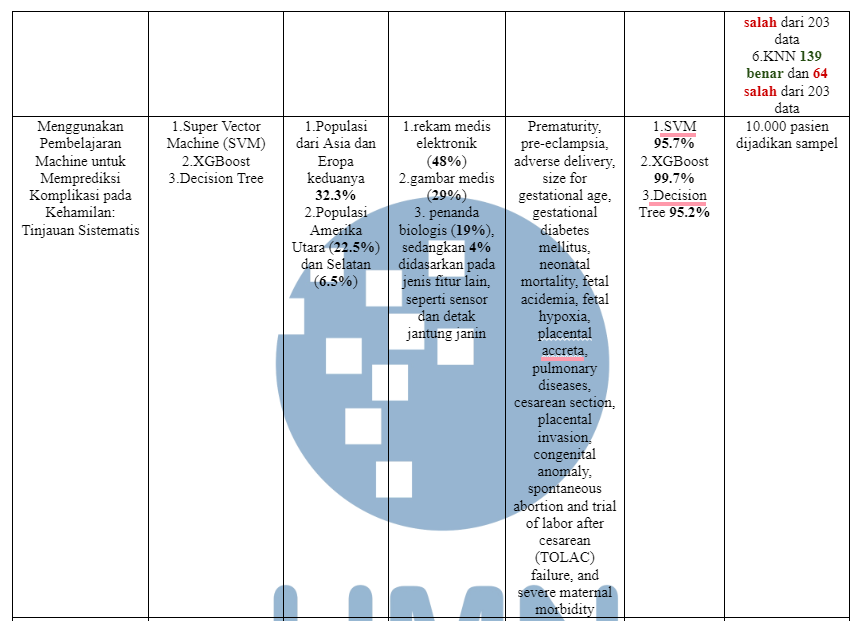 salah dari 203
data
6.KNN 139
benar dan 64
salah dari 203
data
Menggunakan
Pembelajaran
Machine untuk
Memprediksi
Komplikasi pada
Kehamilan:
Tinjauan Sistematis
1.Super Vector
Machine (SVM)
2.XGBoost
3.Decision Tree
1.Populasi
dari Asia dan
Eropa
keduanya
32.3%
2.Populasi
Amerika
Utara (22.5%)
dan Selatan
(6.5%)
1.rekam medis
elektronik
(48%)
2.gambar medis
(29%)
3. penanda
biologis (19%),
sedangkan 4%
didasarkan pada
jenis fitur lain,
seperti sensor
dan detak
jantung janin
Prematurity,
pre-eclampsia,
adverse delivery,
size for
gestational age,
gestational
diabetes
mellitus,
neonatal
mortality, fetal
acidemia, fetal
hypoxia,
placental
accreta,
pulmonary
diseases,
cesarean section,
placental
invasion,
congenital
anomaly,
spontaneous
abortion and trial
of labor after
cesarean
(TOLAC)
failure, and
severe maternal
morbidity
1.SVM
95.7%
2.XGBoost
99.7%
3.Decision
Tree 95.2%
10.000 pasien
dijadikan sampel
UMN